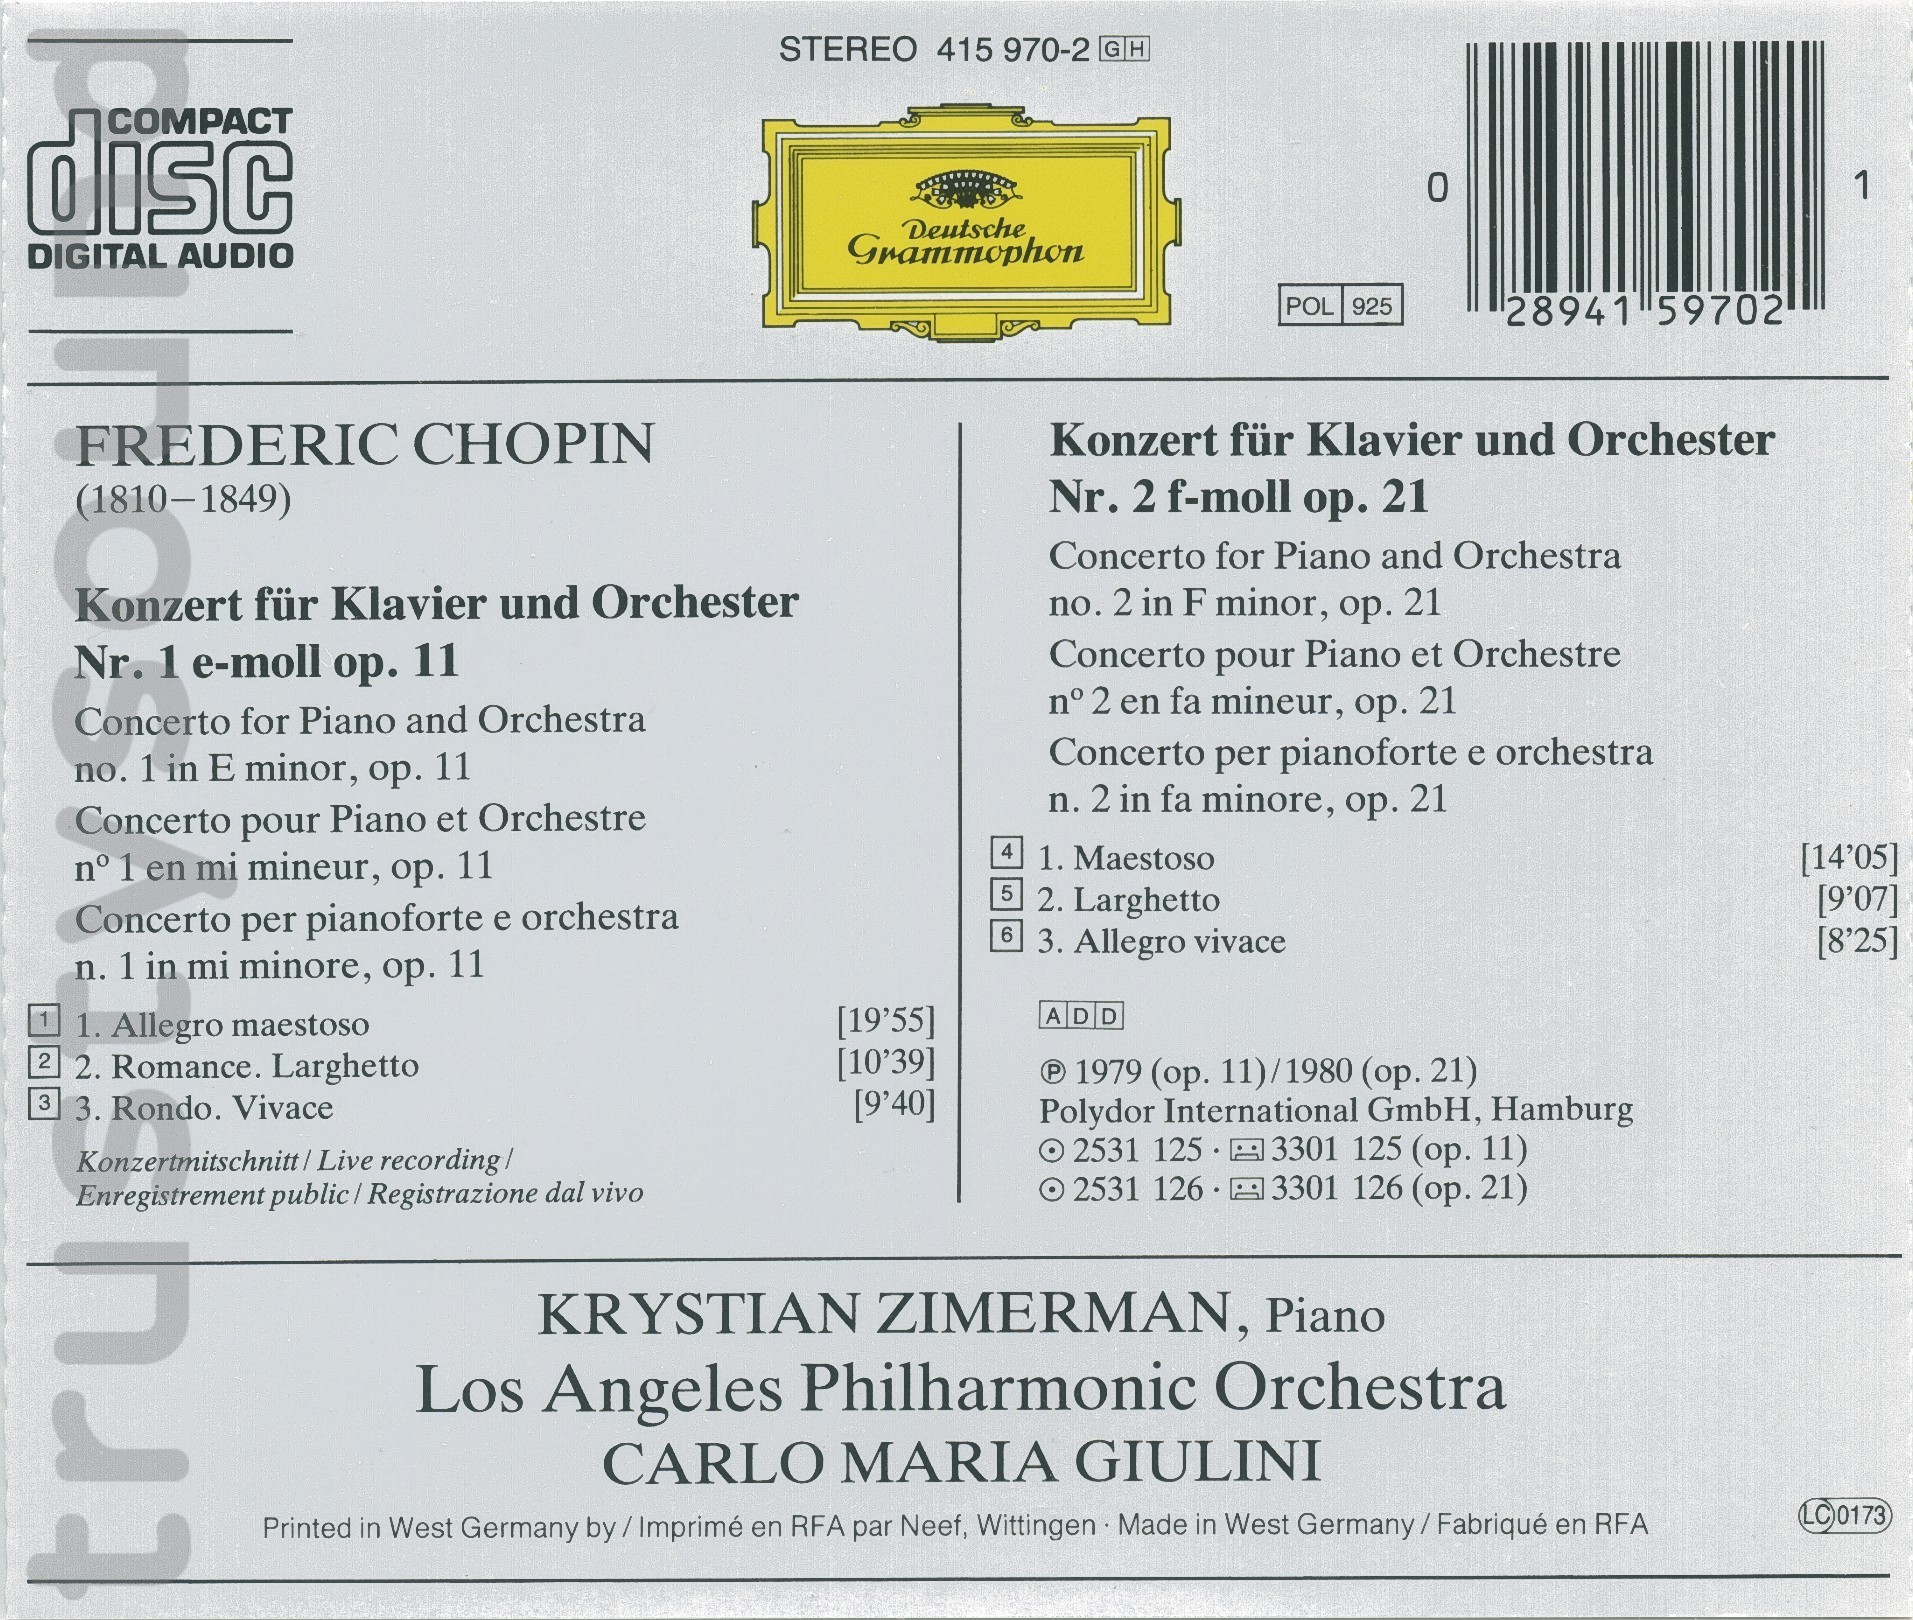 STEREO 415 970-2 GH
COMPACT
disc
DIGITAL AUDIO
Deutsche
Grammophon
POL 925
0 28941 59702 1
FREDERIC CHOPIN
(1810–1849)
Konzert für Klavier und Orchester
Nr. 1 e-moll op. 11
Concerto for Piano and Orchestra
no. 1 in E minor, op. 11
Concerto pour Piano et Orchestre
nº 1 en mi mineur, op. 11
Concerto per pianoforte e orchestra
n. 1 in mi minore, op. 11
1 1. Allegro maestoso [19’55]
2 2. Romance. Larghetto [10’39]
3 3. Rondo. Vivace [9’40]
Konzertmitschnitt / Live recording /
Enregistrement public / Registrazione dal vivo
Konzert für Klavier und Orchester
Nr. 2 f-moll op. 21
Concerto for Piano and Orchestra
no. 2 in F minor, op. 21
Concerto pour Piano et Orchestre
nº 2 en fa mineur, op. 21
Concerto per pianoforte e orchestra
n. 2 in fa minore, op. 21
4 1. Maestoso [14’05]
5 2. Larghetto [9’07]
6 3. Allegro vivace [8’25]
ADD
℗ 1979 (op. 11)/1980 (op. 21)
Polydor International GmbH, Hamburg
2531 125 · 3301 125 (op. 11)
2531 126 · 3301 126 (op. 21)
KRYSTIAN ZIMERMAN, Piano
Los Angeles Philharmonic Orchestra
CARLO MARIA GIULINI
Printed in West Germany by / Imprimé en RFA par Neef, Wittingen · Made in West Germany / Fabriqué en RFA
LC 0173
trustysound